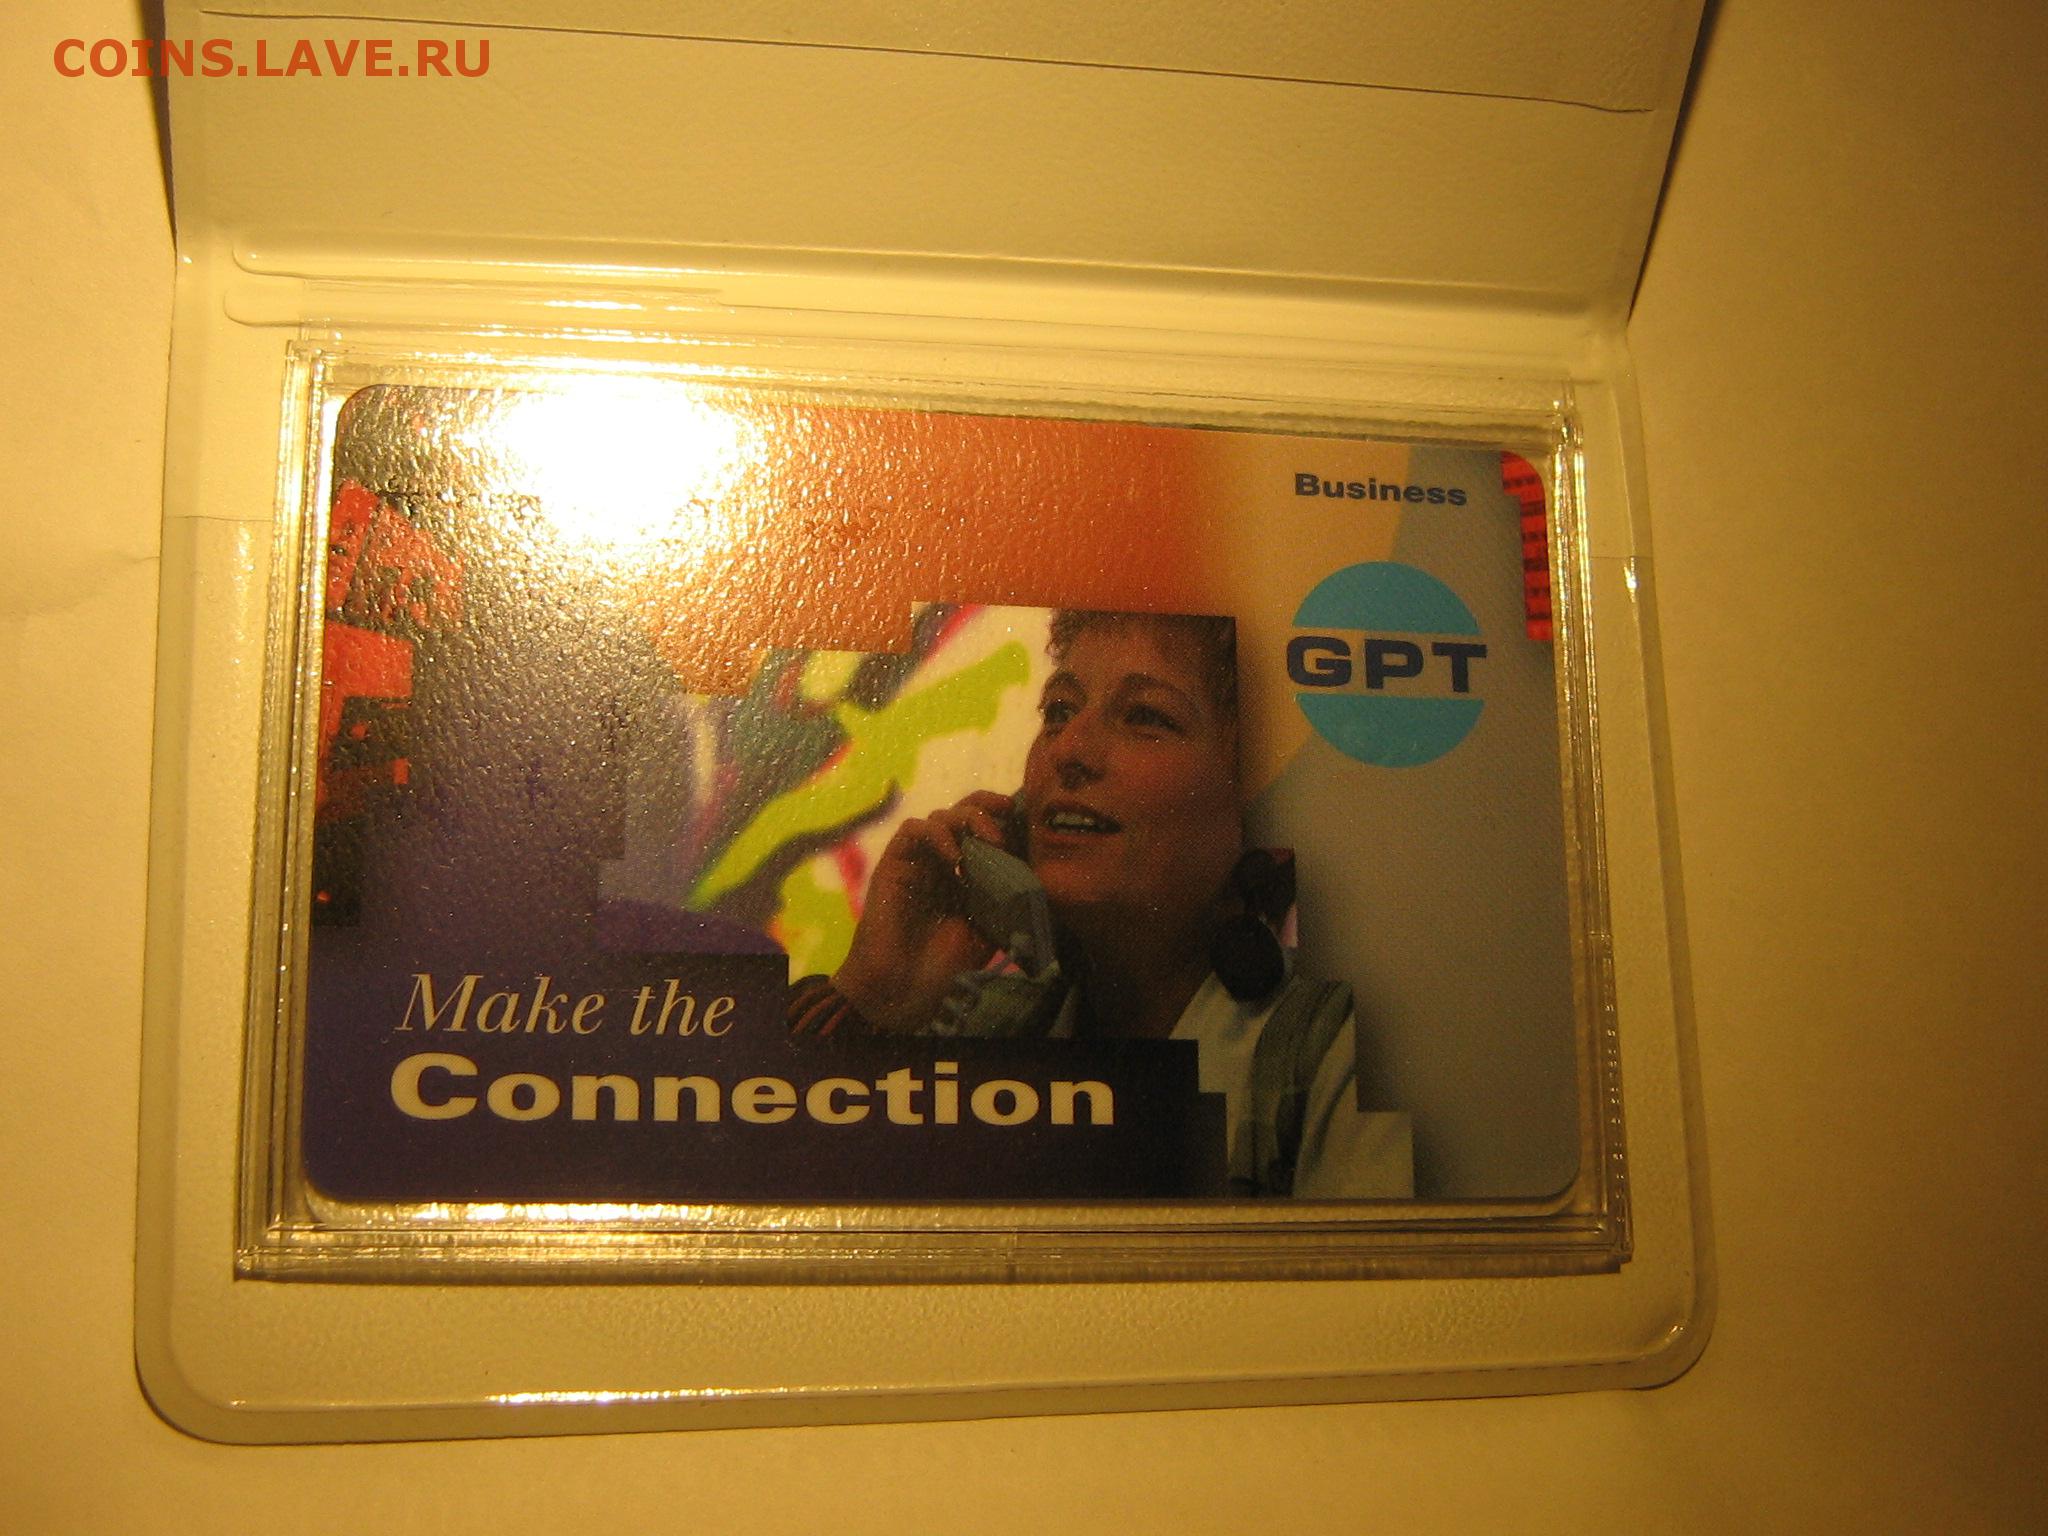 COINS.LAVE.RU
Business
GPT
Make the
Connection